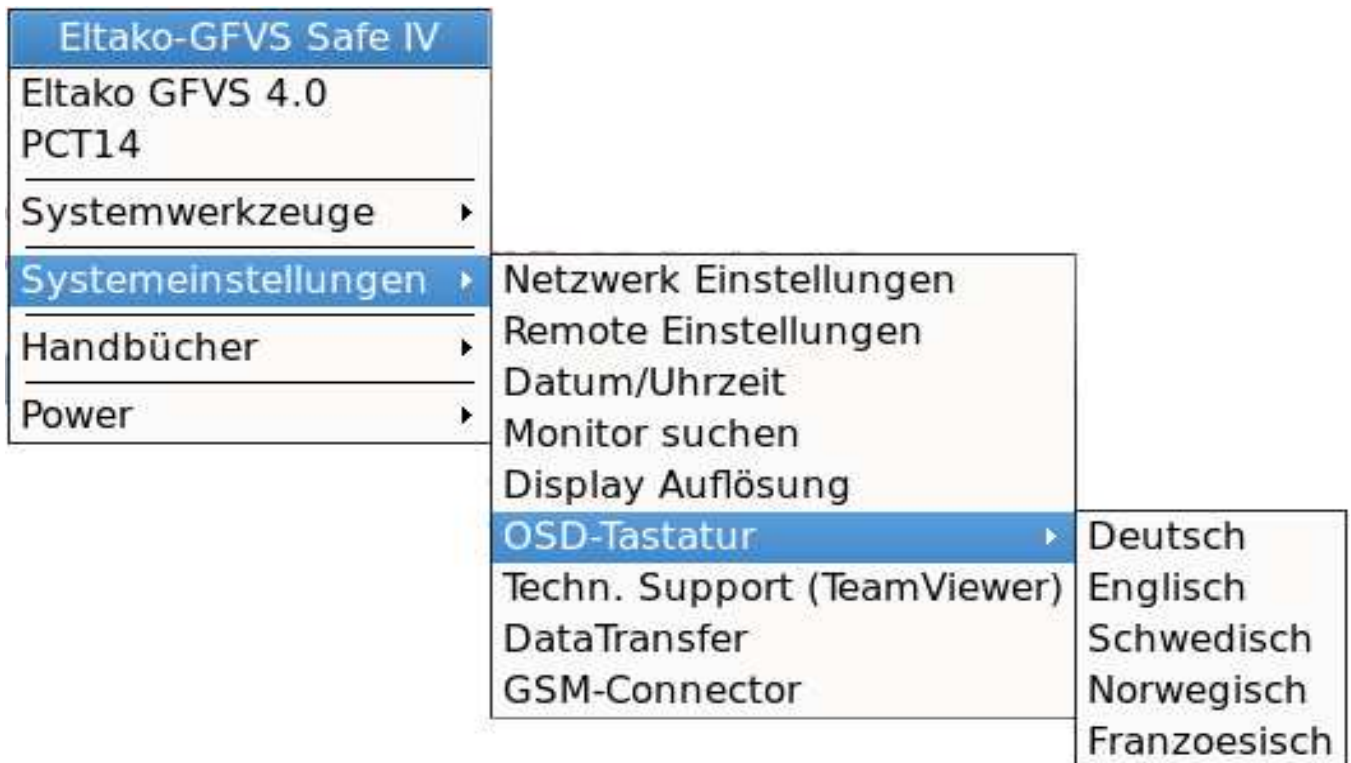 Eltako-GFVS Safe IV
Eltako GFVS 4.0
PCT14
Systemwerkzeuge
Systemeinstellungen
Handbücher
Power
Netzwerk Einstellungen
Remote Einstellungen
Datum/Uhrzeit
Monitor suchen
Display Auflösung
OSD-Tastatur
Techn. Support (TeamViewer)
DataTransfer
GSM-Connector
Deutsch
Englisch
Schwedisch
Norwegisch
Franzoesisch